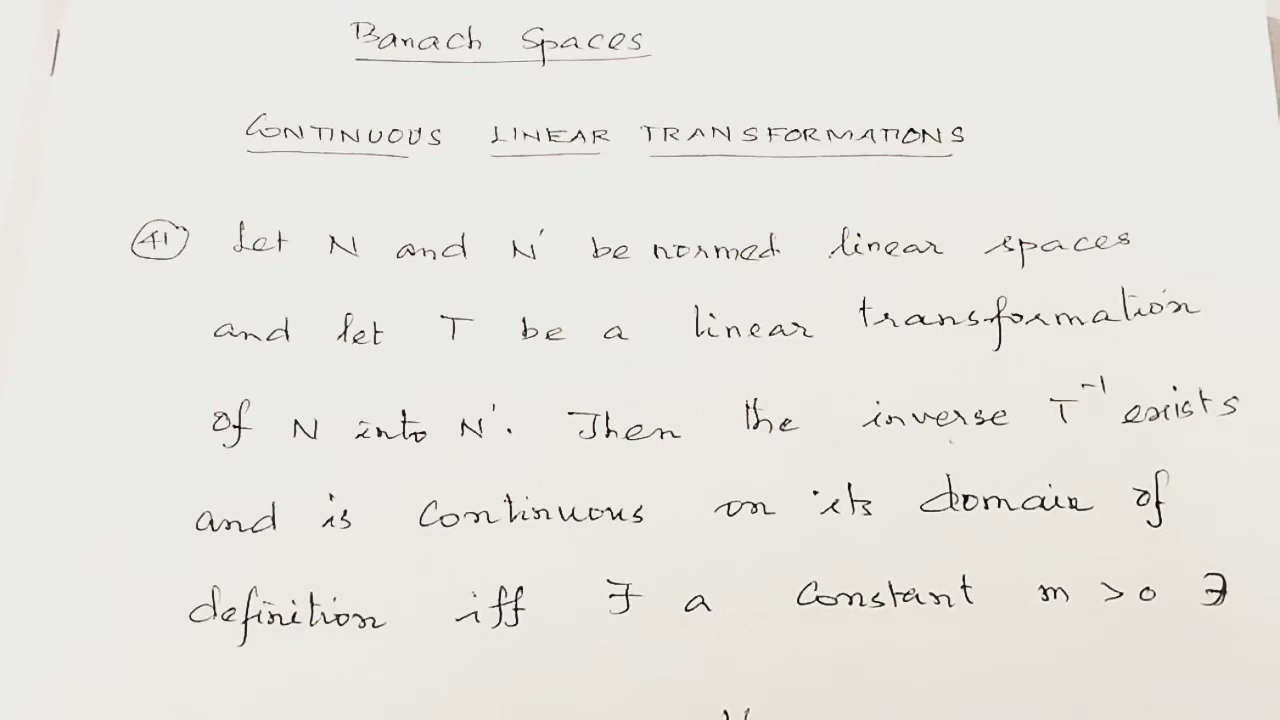 Banach Spaces
CONTINUOUS LINEAR TRANSFORMATIONS
41 Let N and N' be normed linear spaces
and let T be a linear transformation
of N into N'. Then the inverse T⁻¹ exists
and is continuous on its domain of
definition iff ∃ a constant m > 0 ∋